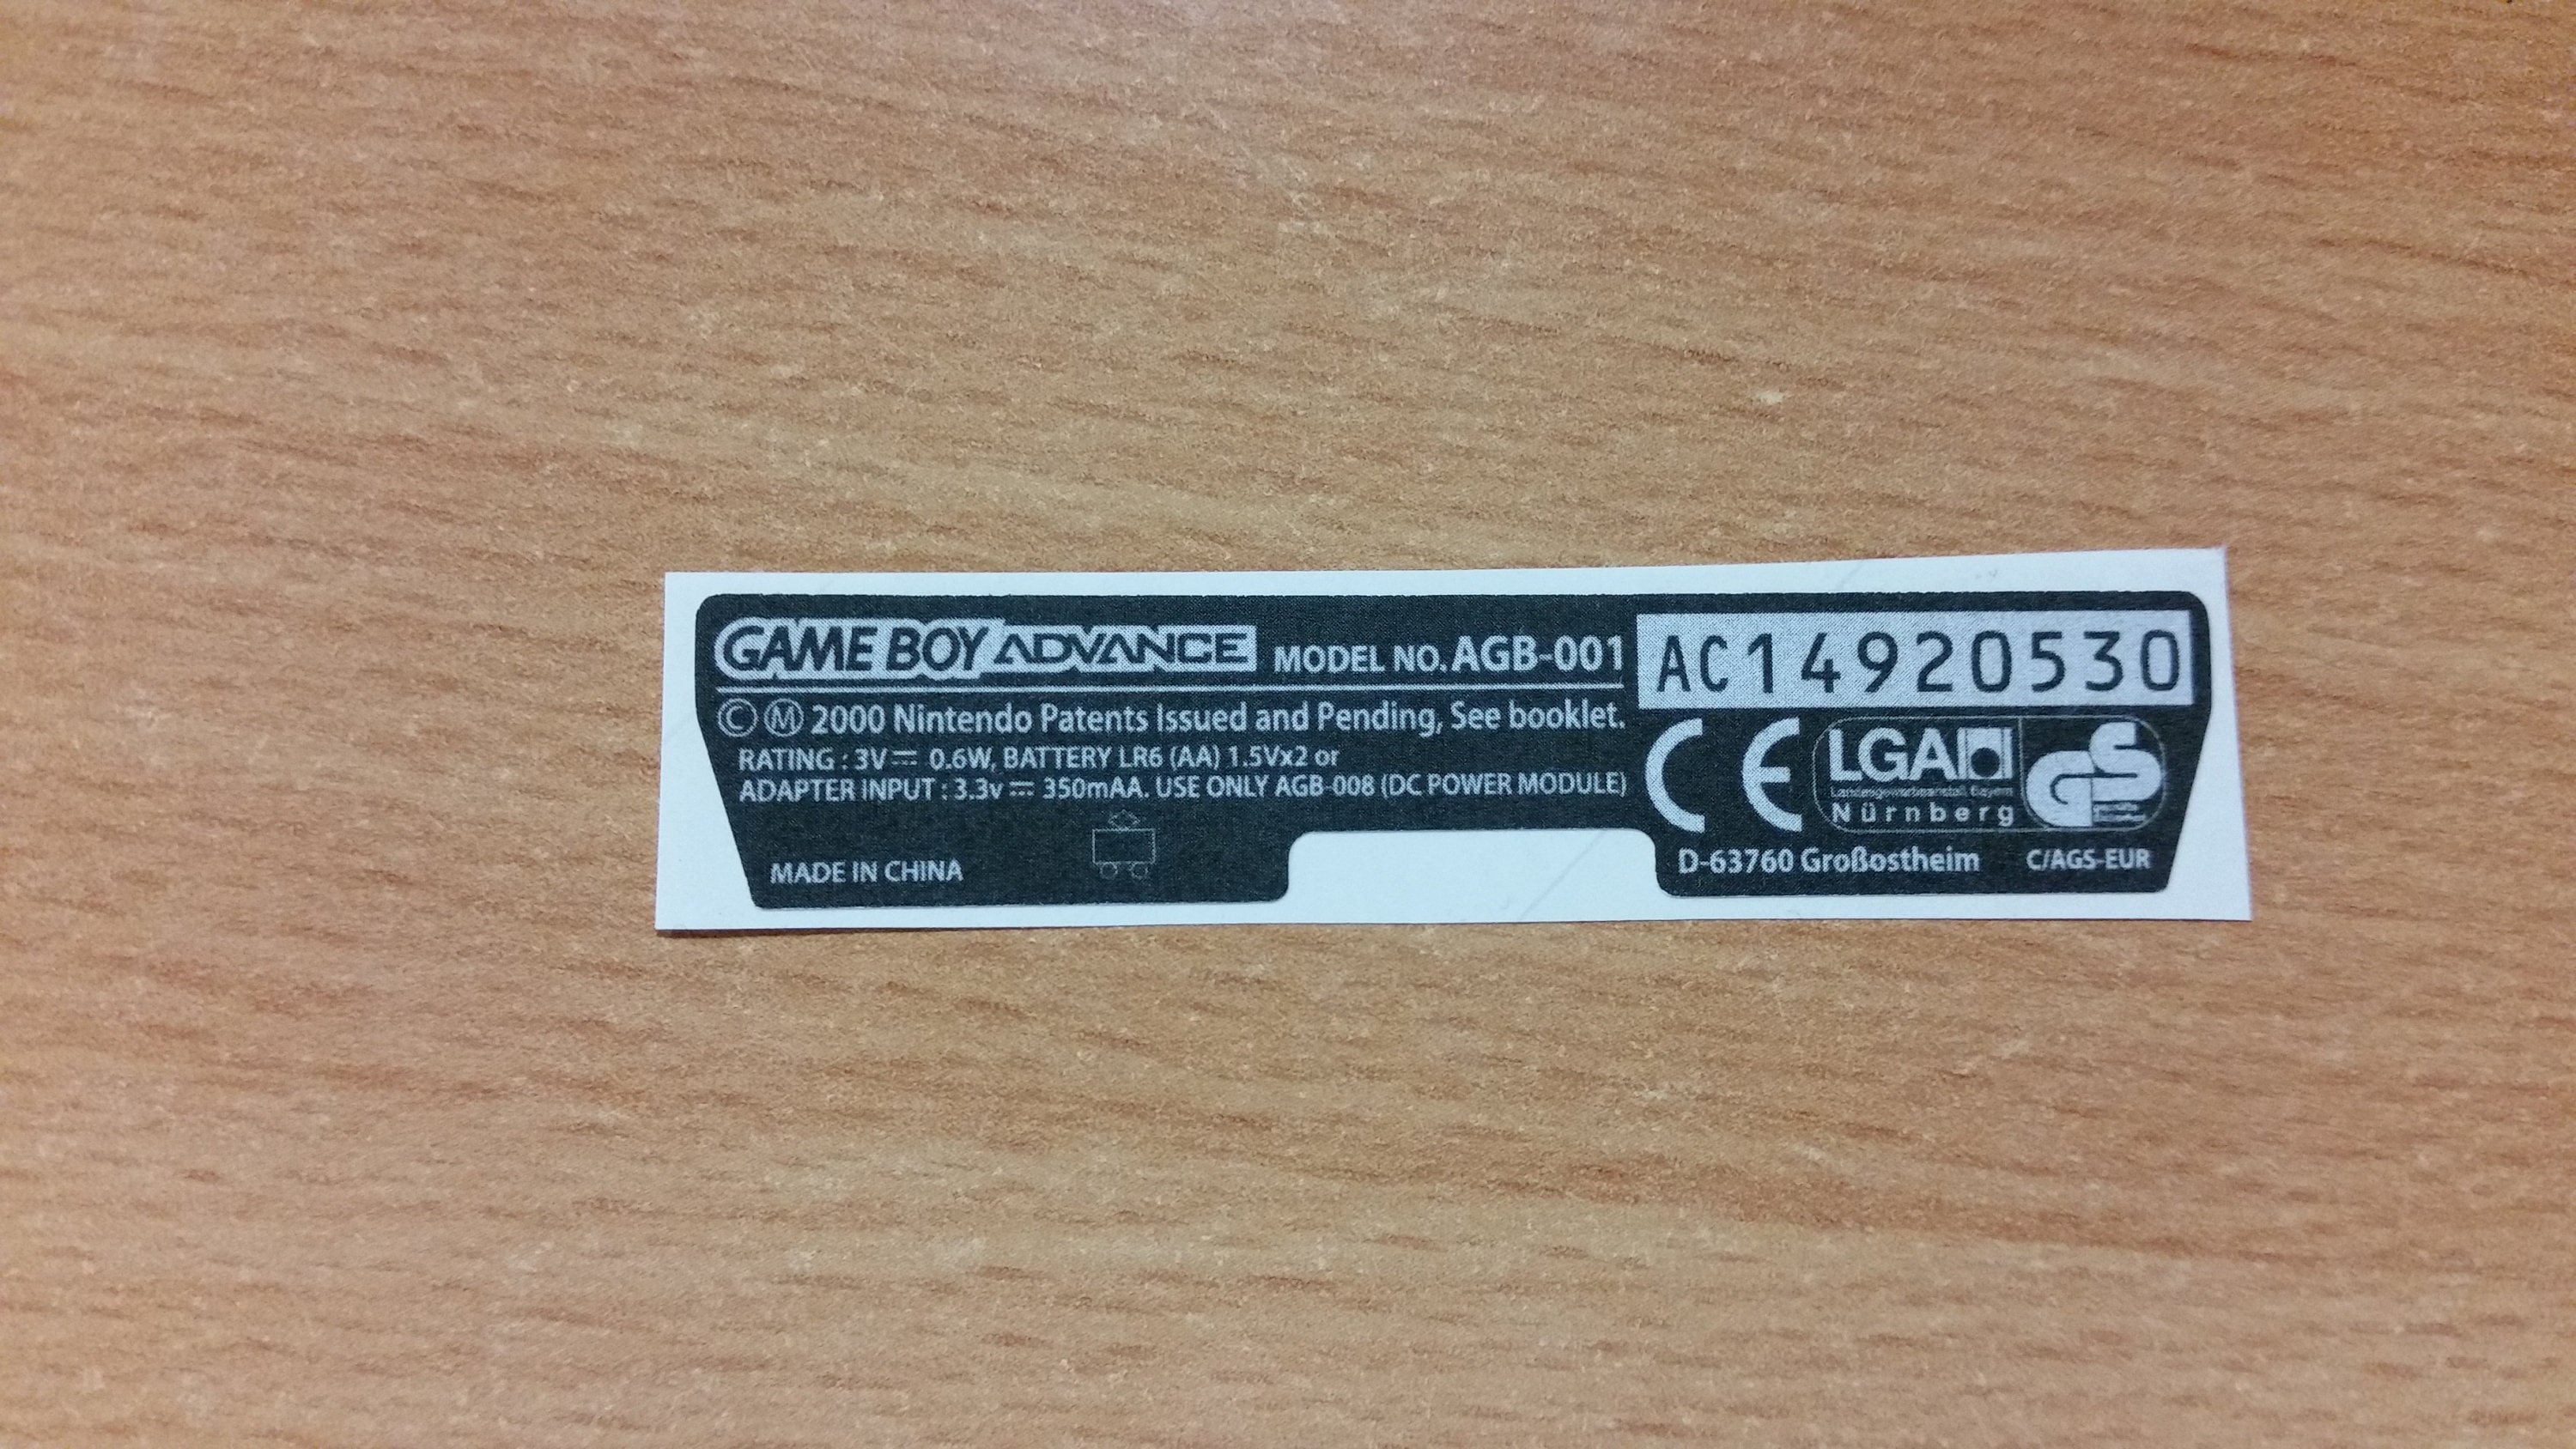 GAME BOY ADVANCE MODEL NO. AGB-001
AC14920530
Ⓒ Ⓜ 2000 Nintendo Patents Issued and Pending, See booklet.
RATING : 3V⎓ 0.6W, BATTERY LR6 (AA) 1.5Vx2 or
ADAPTER INPUT : 3.3v ⎓ 350mAA. USE ONLY AGB-008 (DC POWER MODULE)
MADE IN CHINA
CE
LGA
Landesgewerbeanstalt Bayern
Nürnberg
GS
D-63760 Großostheim C/AGS-EUR